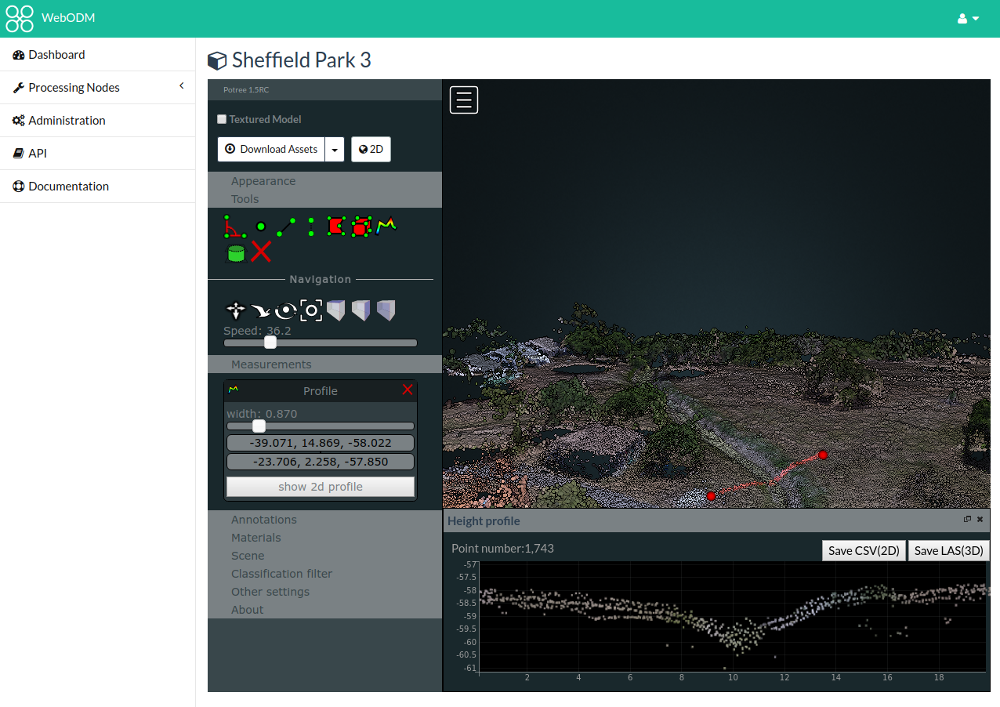 WebODM
Dashboard
Processing Nodes
Administration
API
Documentation
Sheffield Park 3
Potree 1.5RC
Textured Model
Download Assets
2D
Appearance
Tools
Navigation
Speed: 36.2
Measurements
Profile
width: 0.870
-39.071, 14.869, -58.022
-23.706, 2.258, -57.850
show 2d profile
Annotations
Materials
Scene
Classification filter
Other settings
About
Height profile
Point number:1,743
Save CSV(2D)
Save LAS(3D)
-57
-57.5
-58
-58.5
-59
-59.5
-60
-60.5
-61
2 4 6 8 10 12 14 16 18